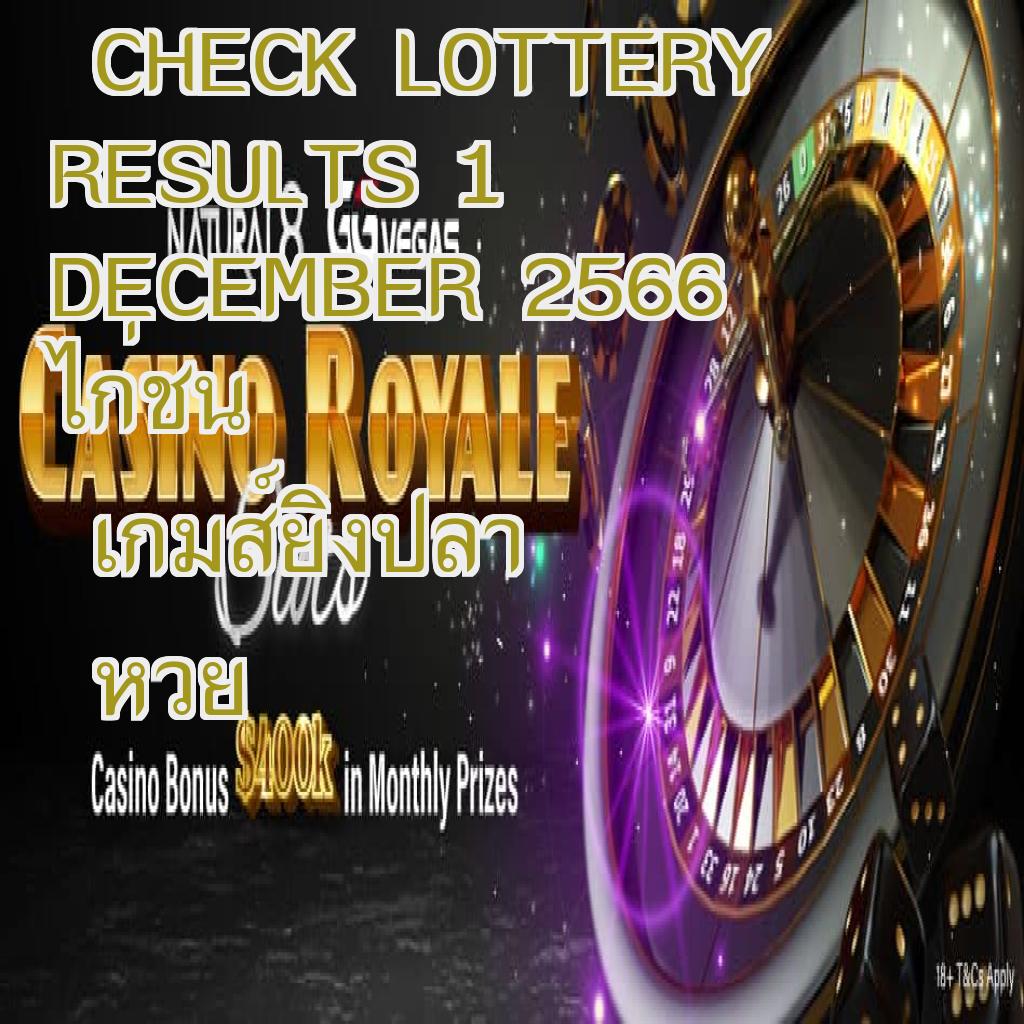 CHECK LOTTERY
RESULTS 1
NATURAL8 GGVEGAS
DECEMBER 2566
ไก่ชน
CASINO ROYALE
เกมส์ยิงปลา
หวย
Casino Bonus $400k in Monthly Prizes
18+ T&Cs Apply